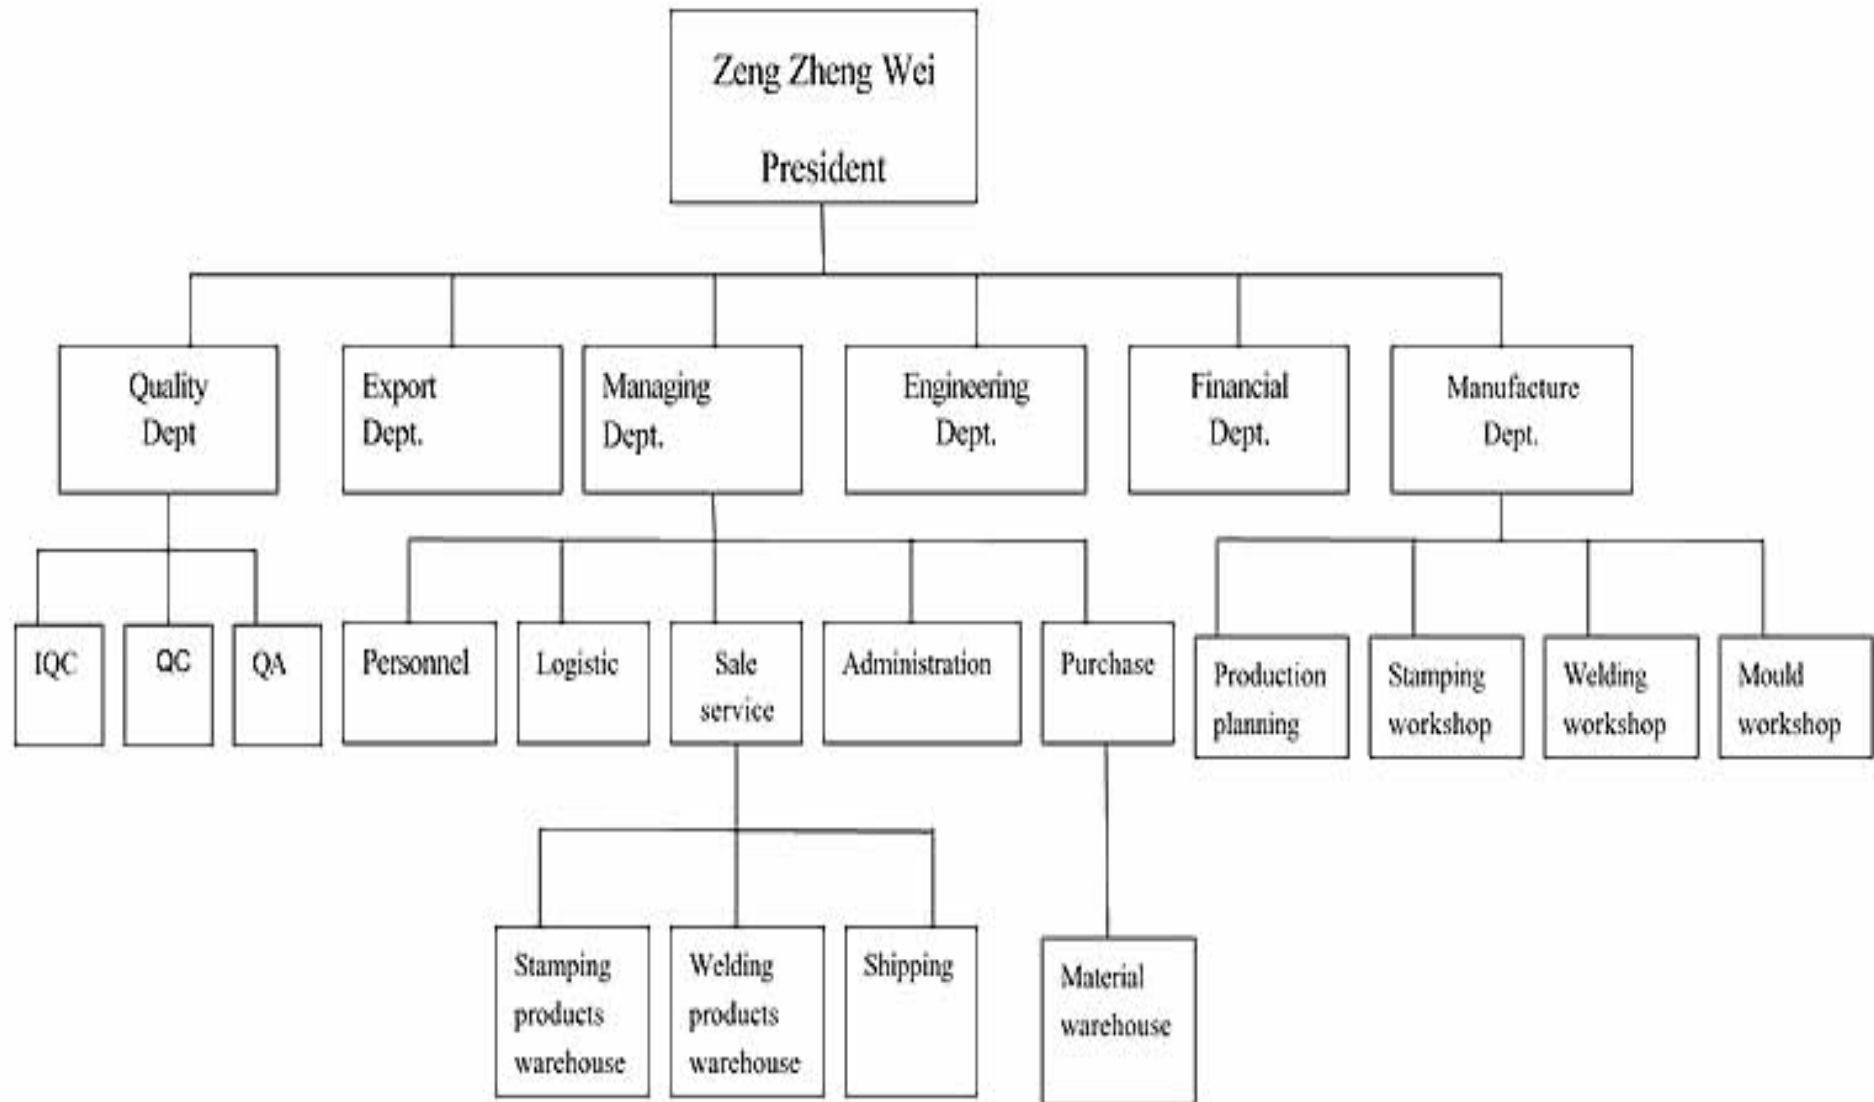 Zeng Zheng Wei
President
Quality
Dept
Export
Dept.
Managing
Dept.
Engineering
Dept.
Financial
Dept.
Manufacture
Dept.
IQC
QC
QA
Personnel
Logistic
Sale
service
Administration
Purchase
Production
planning
Stamping
workshop
Welding
workshop
Mould
workshop
Stamping
products
warehouse
Welding
products
warehouse
Shipping
Material
warehouse